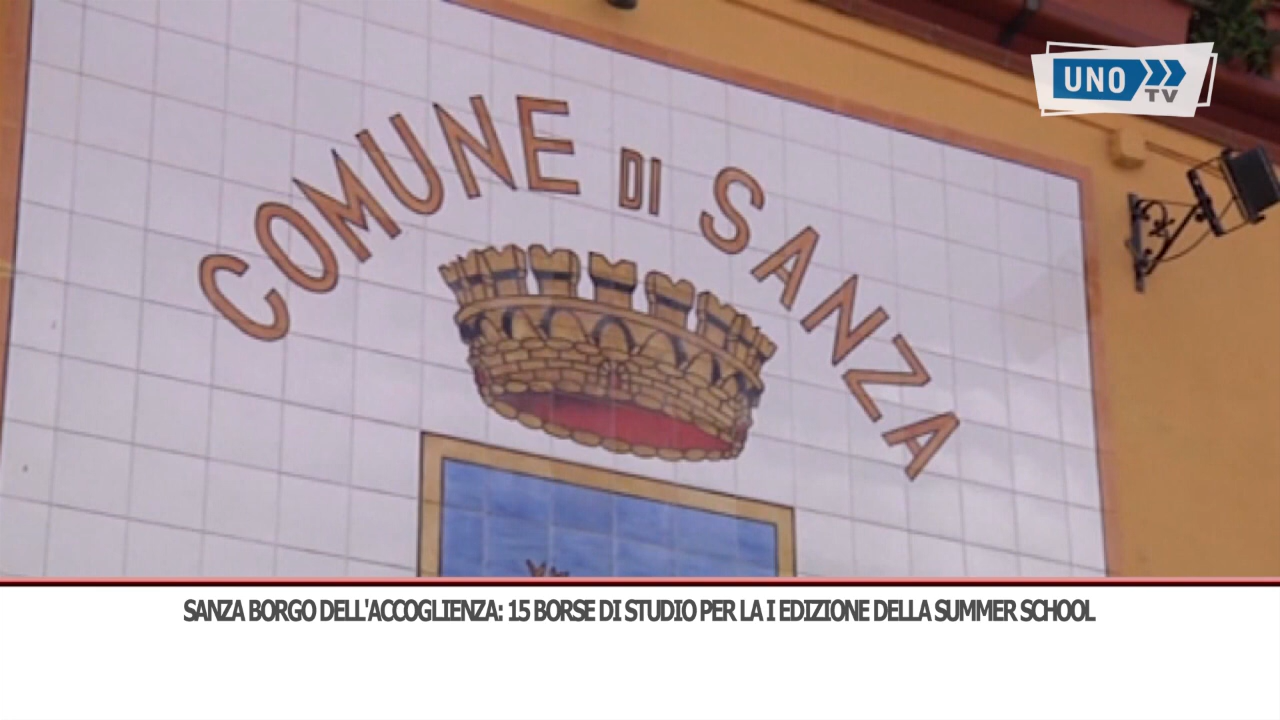 UNO
TV
COMUNE DI SANZA
SANZA BORGO DELL'ACCOGLIENZA: 15 BORSE DI STUDIO PER LA I EDIZIONE DELLA SUMMER SCHOOL